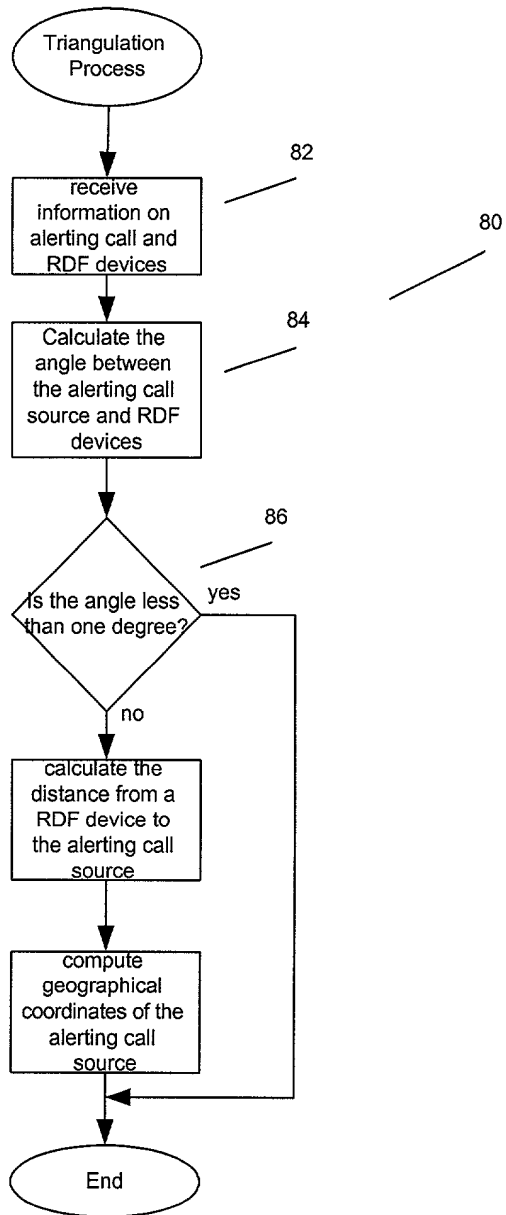 Triangulation
Process
82
receive
information on
alerting call and
RDF devices
80
84
Calculate the
angle between
the alerting call
source and RDF
devices
86
Is the angle less
than one degree?
yes
no
calculate the
distance from a
RDF device to
the alerting call
source
compute
geographical
coordinates of the
alerting call
source
End